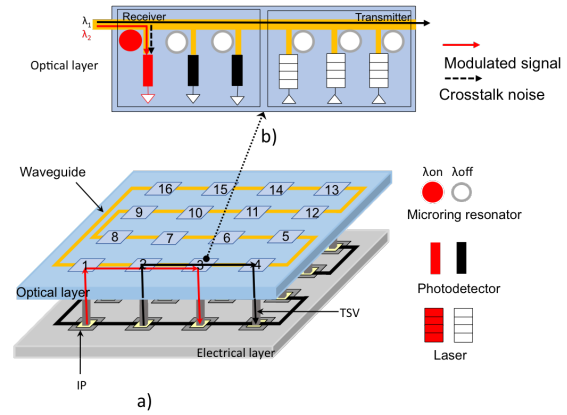 Receiver
Transmitter
λ1
λ2
Optical layer
Modulated signal
Crosstalk noise
b)
Waveguide
16 15 14 13
9 10 11 12
8 7 6 5
1 2 3 4
λon λoff
Microring resonator
Photodetector
Optical layer
TSV
Electrical layer
Laser
IP
a)